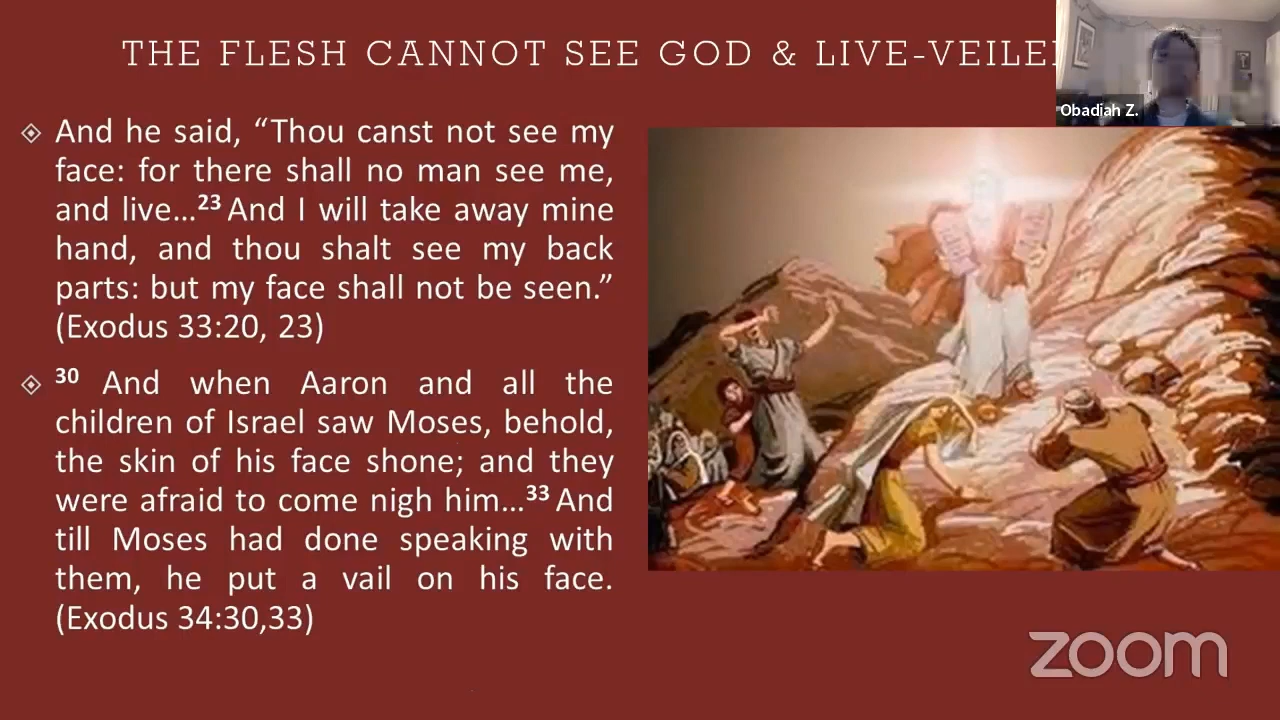 THE FLESH CANNOT SEE GOD & LIVE-VEILE
Obadiah Z.
And he said, “Thou canst not see my
face: for there shall no man see me,
and live…23 And I will take away mine
hand, and thou shalt see my back
parts: but my face shall not be seen.”
(Exodus 33:20, 23)
30 And when Aaron and all the
children of Israel saw Moses, behold,
the skin of his face shone; and they
were afraid to come nigh him…33 And
till Moses had done speaking with
them, he put a vail on his face.
(Exodus 34:30,33)
zoom